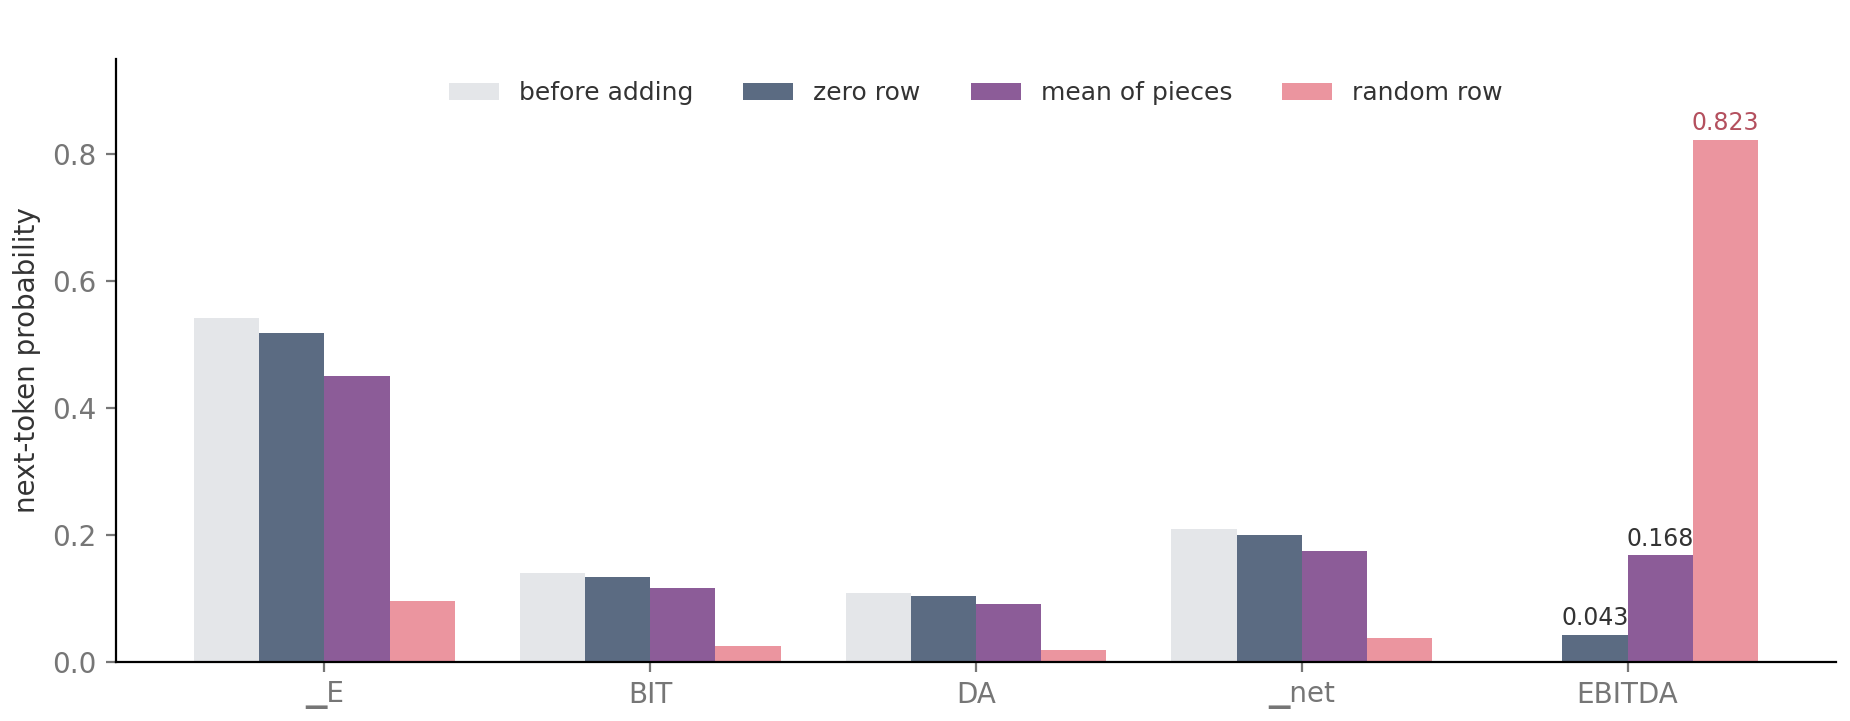 before adding
zero row
mean of pieces
random row
next-token probability
0.8
0.6
0.4
0.2
0.0
0.823
0.168
0.043
_E
BIT
DA
_net
EBITDA